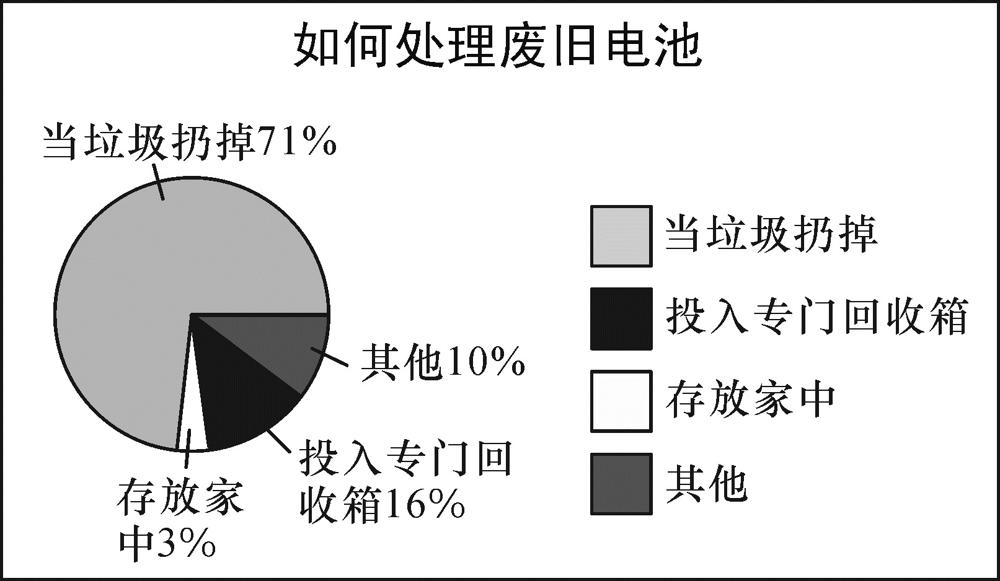 如何处理废旧电池
当垃圾扔掉71%
其他10%
投入专门回
收箱16%
存放家
中3%
当垃圾扔掉
投入专门回收箱
存放家中
其他